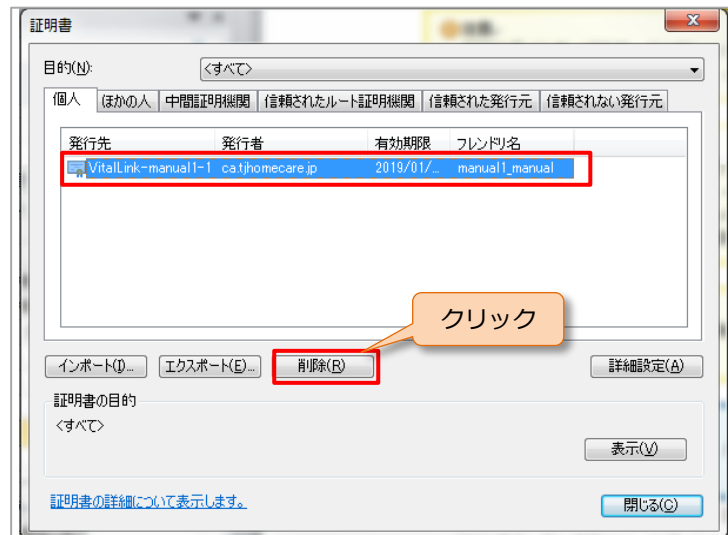 証明書
X
目的(N): <すべて>
個人 ほかの人 中間証明機関 信頼されたルート証明機関 信頼された発行元 信頼されない発行元
発行先 発行者 有効期限 フレンドリ名
VitalLink-manual1-1 ca.tjhomecare.jp 2019/01/... manual1_manual
クリック
インポート(I)... エクスポート(E)... 削除(R) 詳細設定(A)
証明書の目的
<すべて>
表示(V)
証明書の詳細について表示します。
閉じる(C)